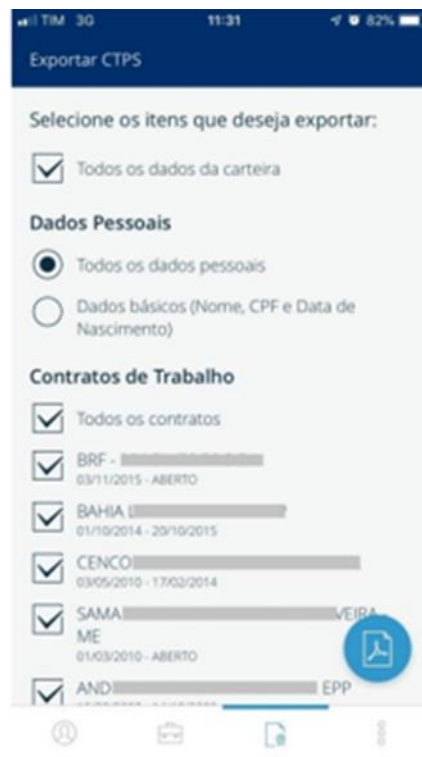 TIM 3G 11:31 82%
Exportar CTPS
Selecione os itens que deseja exportar:
Todos os dados da carteira
Dados Pessoais
Todos os dados pessoais
Dados básicos (Nome, CPF e Data de
Nascimento)
Contratos de Trabalho
Todos os contratos
BRF -
03/11/2015 - ABERTO
BAHIA
01/10/2014 - 20/10/2015
CENCO
03/05/2010 - 17/02/2014
SAMA VEIRA
ME
01/03/2010 - ABERTO
AND EPP